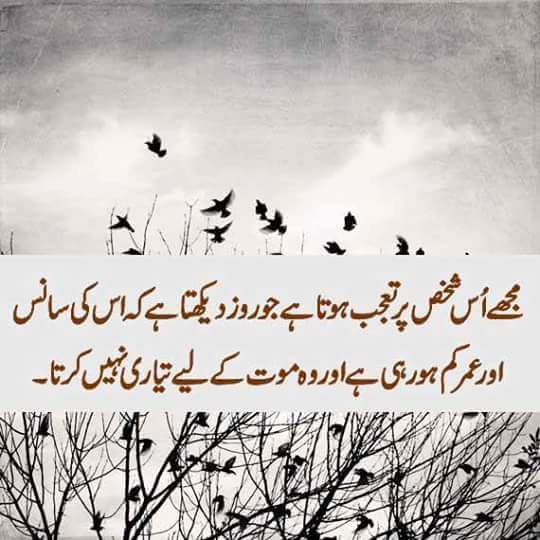 مجھے اُس شخص پر تعجب ہوتا ہے جو روز دیکھتا ہے کہ اس کی سانس
اور عمر کم ہو رہی ہے اور وہ موت کے لیے تیاری نہیں کرتا۔